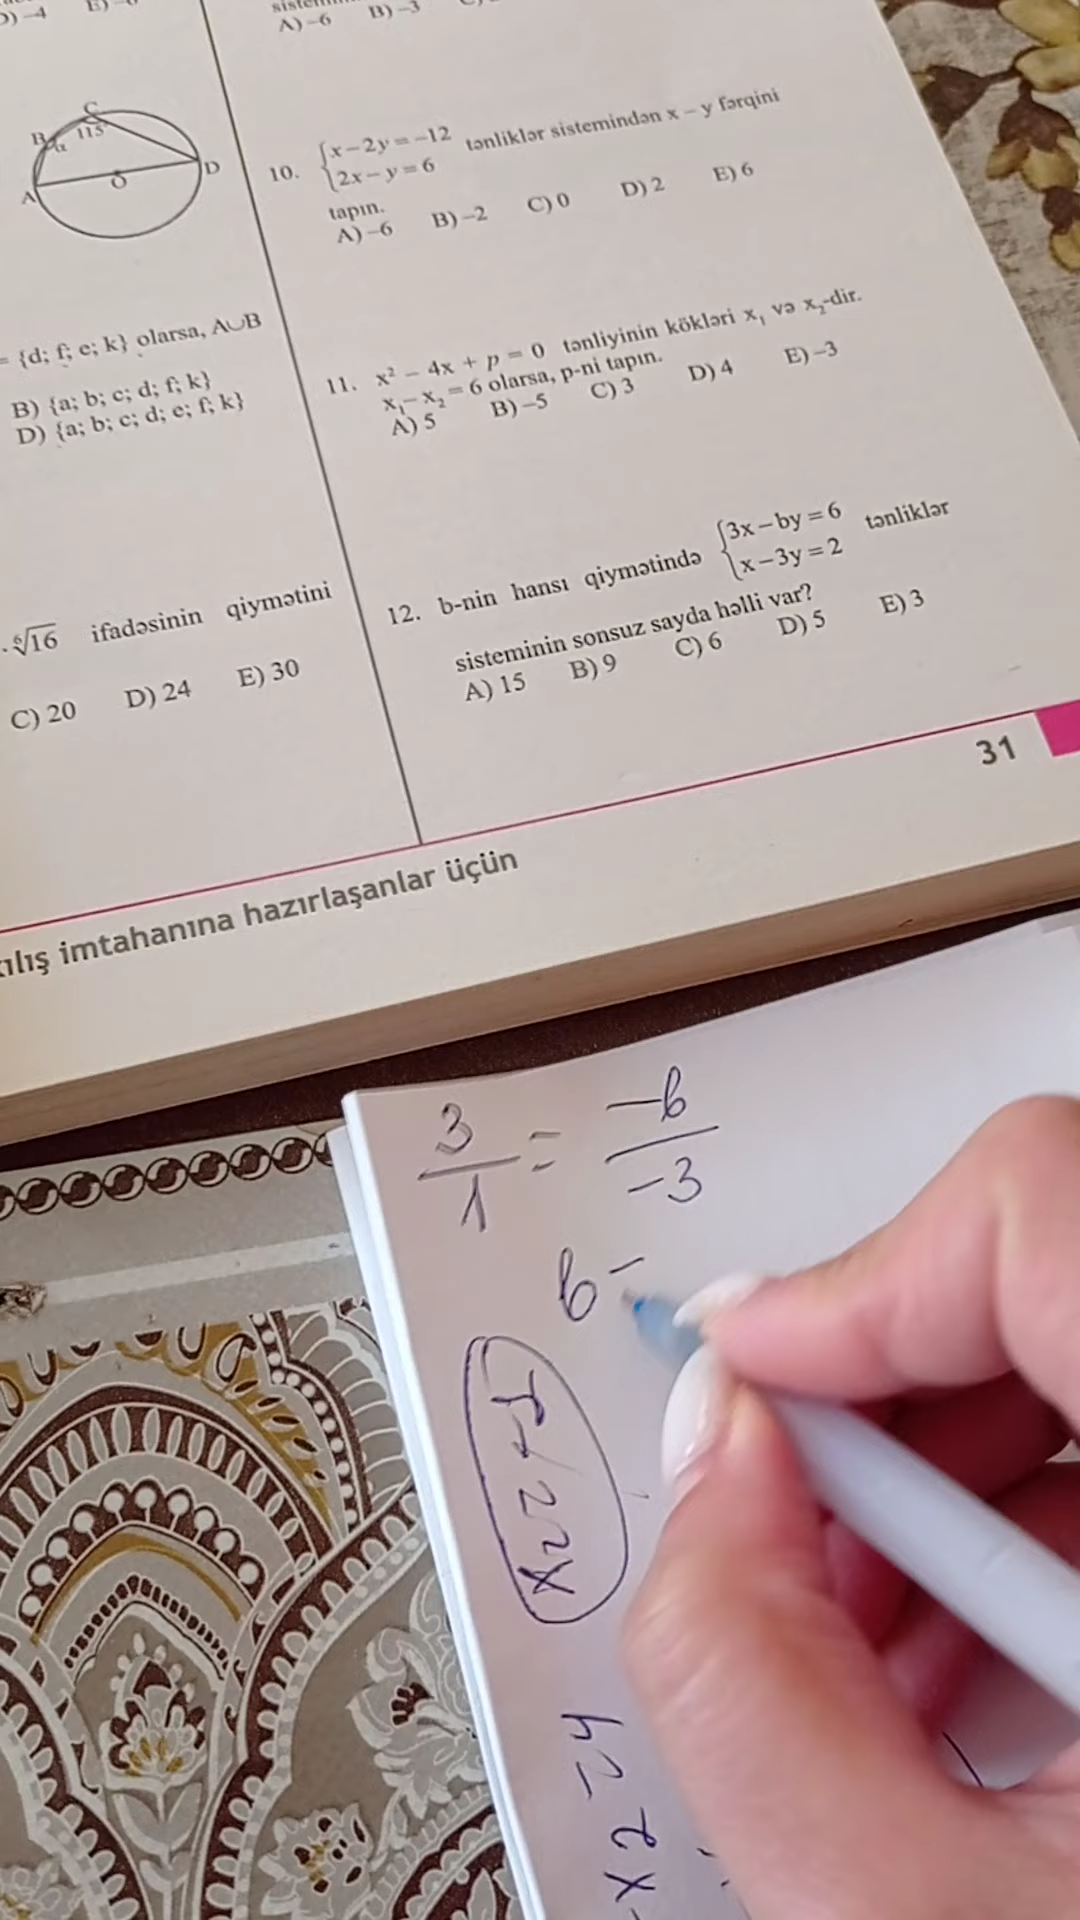 D) –4
A) –6 B) –3
B C
115°
α
A O D
10. {x – 2y = –12
2x – y = 6 tənliklər sistemindən x – y fərqini
tapın.
A) –6 B) –2 C) 0 D) 2 E) 6
= {d; f; e; k} olarsa, A∪B
B) {a; b; c; d; f; k}
D) {a; b; c; d; e; f; k}
11. x² – 4x + p = 0 tənliyinin kökləri x₁ və x₂-dir.
x₁ – x₂ = 6 olarsa, p-ni tapın.
A) 5 B) –5 C) 3 D) 4 E) –3
· ⁶√16 ifadəsinin qiymətini
C) 20 D) 24 E) 30
12. b-nin hansı qiymətində {3x – by = 6
x – 3y = 2 tənliklər
sisteminin sonsuz sayda həlli var?
A) 15 B) 9 C) 6 D) 5 E) 3
31
imtahanına hazırlaşanlar üçün
3/1 = –b/–3
b